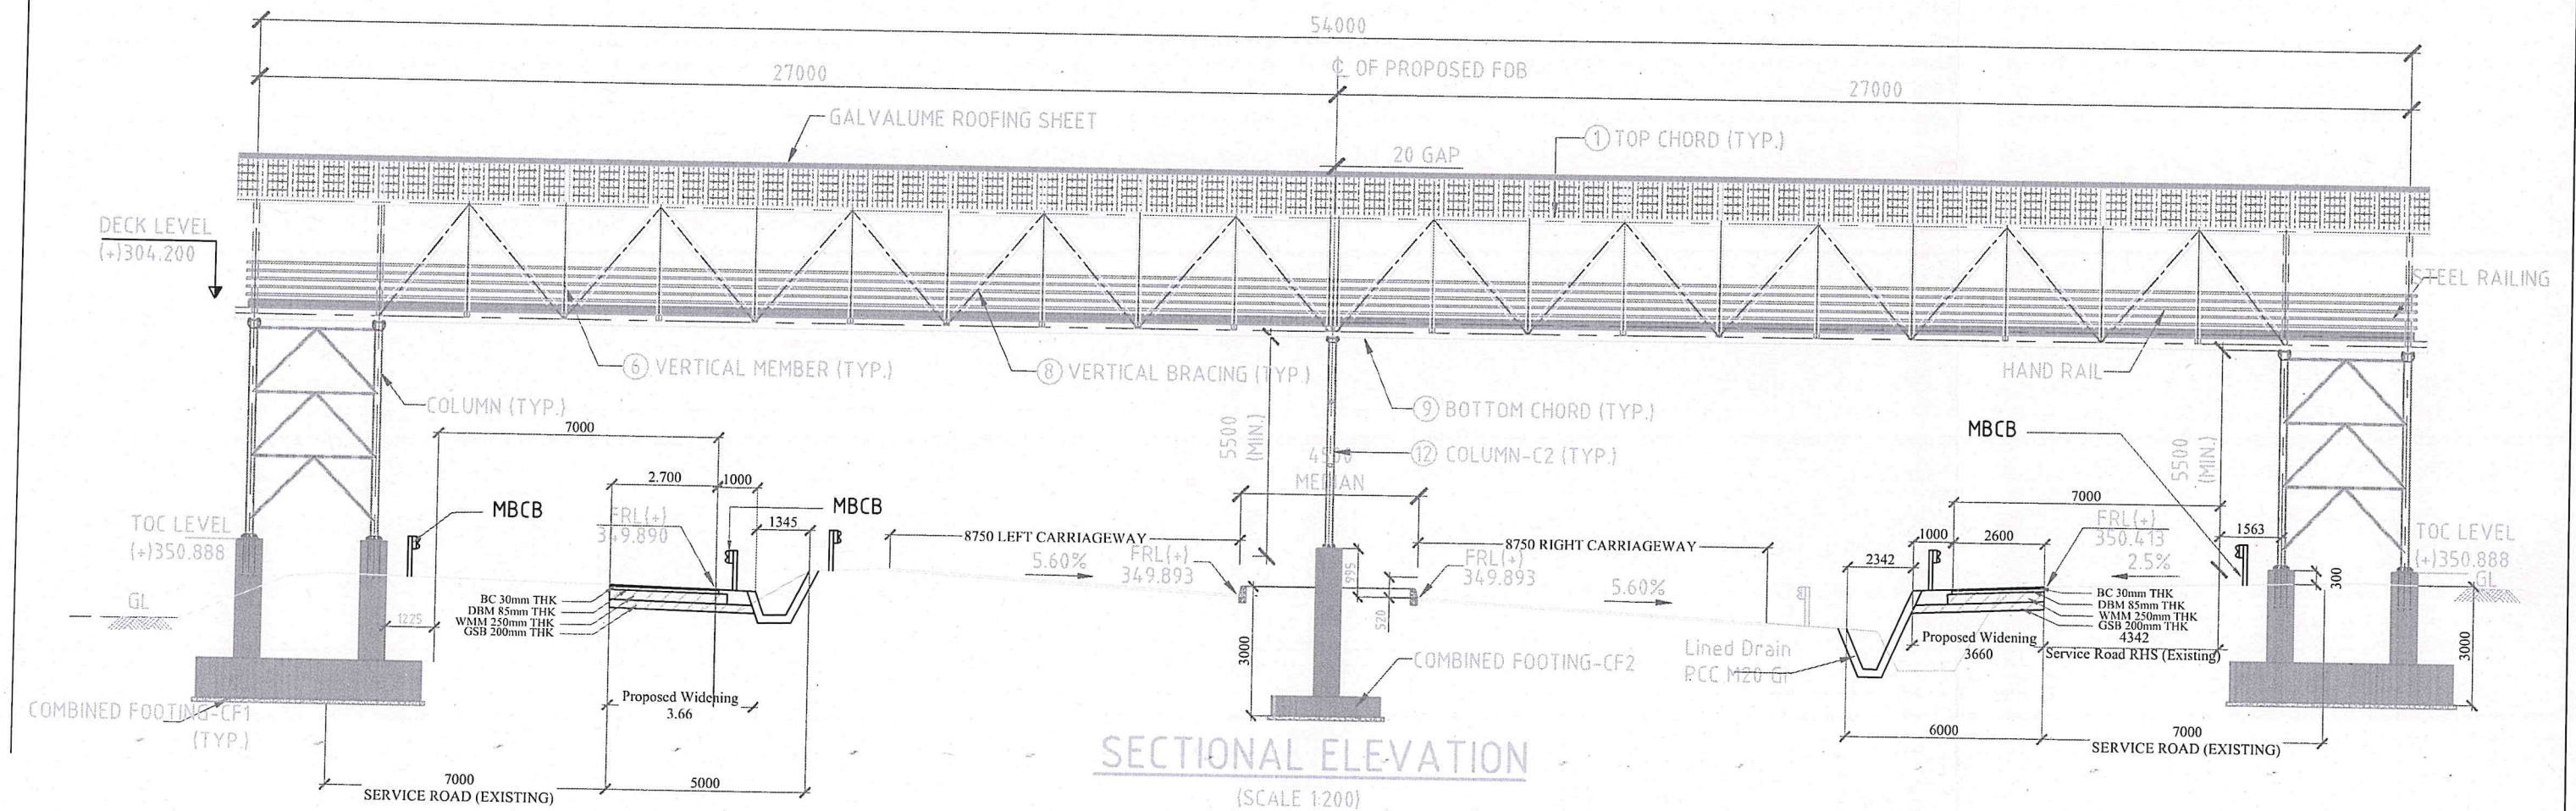 54000
27000
℄ OF PROPOSED FOB
27000
GALVALUME ROOFING SHEET
① TOP CHORD (TYP.)
20 GAP
DECK LEVEL
(+)304.200
STEEL RAILING
⑥ VERTICAL MEMBER (TYP.)
⑧ VERTICAL BRACING (TYP.)
HAND RAIL
COLUMN (TYP.)
⑨ BOTTOM CHORD (TYP.)
7000
5500
(MIN.)
MBCB
5500
(MIN.)
⑫ COLUMN-C2 (TYP.)
4500
MEDIAN
2.700
1000
MBCB
MBCB
7000
TOC LEVEL
(+)350.888
FRL(+)
349.890
1345
8750 LEFT CARRIAGEWAY
8750 RIGHT CARRIAGEWAY
1000
2600
FRL(+)
350.413
1563
TOC LEVEL
(+)350.888
5.60%
FRL(+)
349.893
995
FRL(+)
349.893
5.60%
2342
2.5%
300
GL
GL
BC 30mm THK
DBM 85mm THK
WMM 250mm THK
GSB 200mm THK
520
BC 30mm THK
DBM 85mm THK
WMM 250mm THK
GSB 200mm THK
1225
3000
3000
Lined Drain
PCC M20 Gr
Proposed Widening
3660
4342
Service Road RHS (Existing)
COMBINED FOOTING-CF2
Proposed Widening
3.66
COMBINED FOOTING-CF1
(TYP.)
6000
7000
SERVICE ROAD (EXISTING)
7000
SERVICE ROAD (EXISTING)
5000
SECTIONAL ELEVATION
(SCALE 1:200)